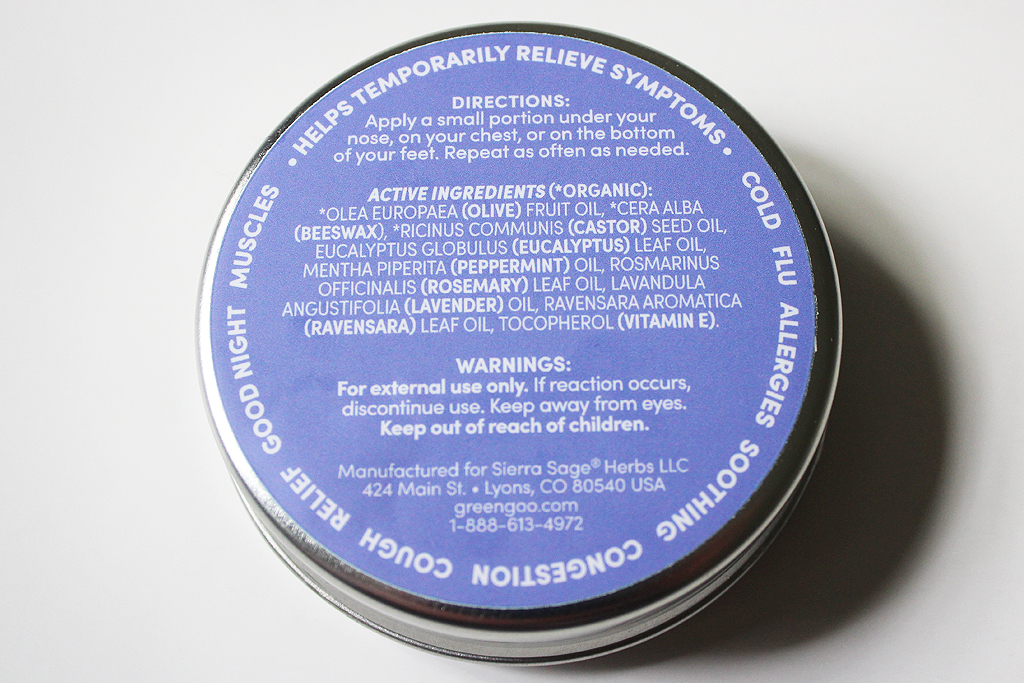 • HELPS TEMPORARILY RELIEVE SYMPTOMS •
COLD FLU ALLERGIES SOOTHING CONGESTION COUGH RELIEF GOOD NIGHT MUSCLES
DIRECTIONS:
Apply a small portion under your
nose, on your chest, or on the bottom
of your feet. Repeat as often as needed.
ACTIVE INGREDIENTS (*ORGANIC):
*OLEA EUROPAEA (OLIVE) FRUIT OIL, *CERA ALBA
(BEESWAX), *RICINUS COMMUNIS (CASTOR) SEED OIL,
EUCALYPTUS GLOBULUS (EUCALYPTUS) LEAF OIL,
MENTHA PIPERITA (PEPPERMINT) OIL, ROSMARINUS
OFFICINALIS (ROSEMARY) LEAF OIL, LAVANDULA
ANGUSTIFOLIA (LAVENDER) OIL, RAVENSARA AROMATICA
(RAVENSARA) LEAF OIL, TOCOPHEROL (VITAMIN E).
WARNINGS:
For external use only. If reaction occurs,
discontinue use. Keep away from eyes.
Keep out of reach of children.
Manufactured for Sierra Sage® Herbs LLC
424 Main St. • Lyons, CO 80540 USA
greengoo.com
1-888-613-4972